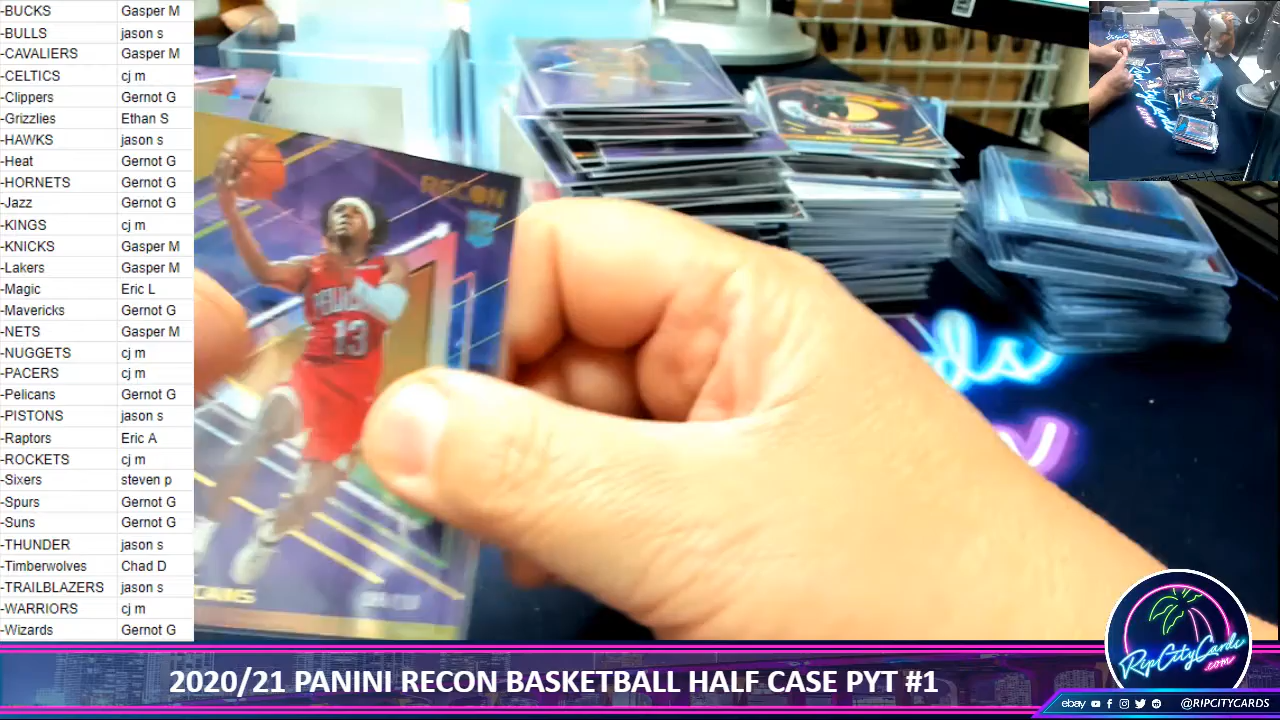 -BUCKS Gasper M
-BULLS jason s
-CAVALIERS Gasper M
-CELTICS cj m
-Clippers Gernot G
-Grizzlies Ethan S
-HAWKS jason s
-Heat Gernot G
-HORNETS Gernot G
-Jazz Gernot G
-KINGS cj m
-KNICKS Gasper M
-Lakers Gasper M
-Magic Eric L
-Mavericks Gernot G
-NETS Gasper M
-NUGGETS cj m
-PACERS cj m
-Pelicans Gernot G
-PISTONS jason s
-Raptors Eric A
-ROCKETS cj m
-Sixers steven p
-Spurs Gernot G
-Suns Gernot G
-THUNDER jason s
-Timberwolves Chad D
-TRAILBLAZERS jason s
-WARRIORS cj m
-Wizards Gernot G
RECON
13
2020/21 PANINI RECON BASKETBALL HALF CASE PYT #1
RipCityCards
.com
ebay @RIPCITYCARDS